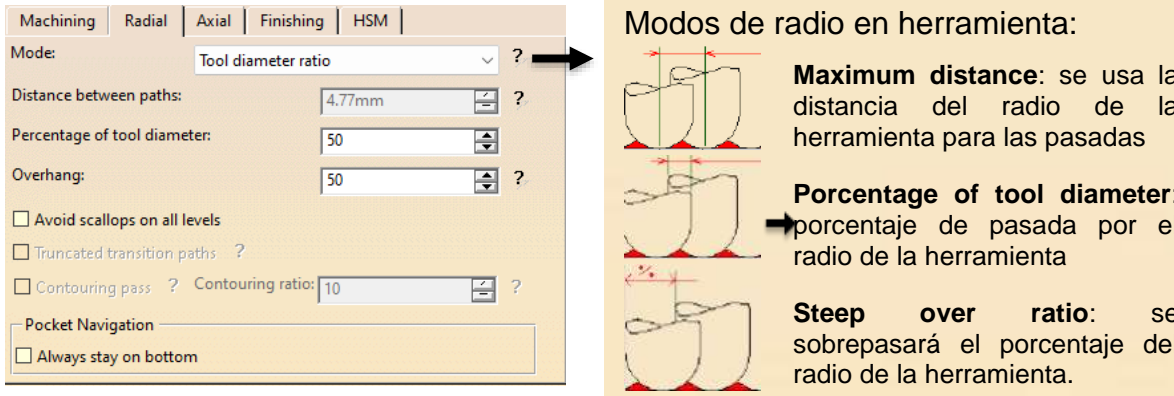 Machining Radial Axial Finishing HSM
Mode: Tool diameter ratio ?
Distance between paths: 4.77mm ?
Percentage of tool diameter: 50
Overhang: 50 ?
Avoid scallops on all levels
Truncated transition paths ?
Contouring pass ? Contouring ratio: 10 ?
Pocket Navigation
Always stay on bottom
Modos de radio en herramienta:
Maximum distance: se usa la
distancia del radio de la
herramienta para las pasadas
Porcentage of tool diameter:
porcentaje de pasada por e
radio de la herramienta
%
Steep over ratio: se
sobrepasará el porcentaje de
radio de la herramienta.